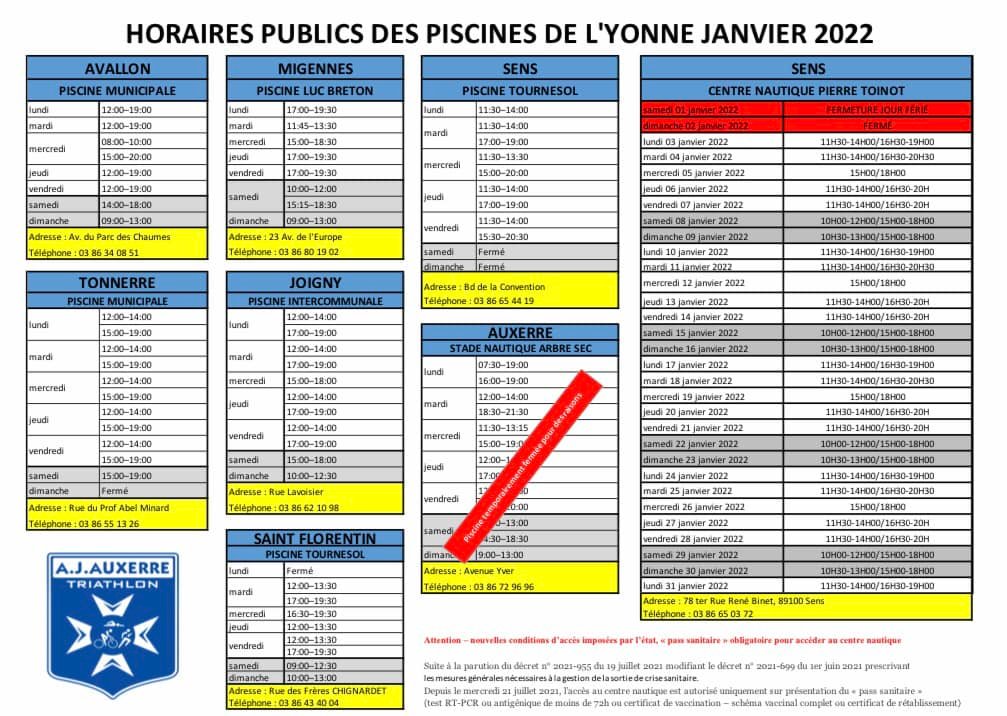 HORAIRES PUBLICS DES PISCINES DE L'YONNE JANVIER 2022
AVALLON
PISCINE MUNICIPALE
lundi 12:00–19:00
mardi 12:00–19:00
mercredi 08:00–10:00
15:00–20:00
jeudi 12:00–19:00
vendredi 12:00–19:00
samedi 14:00–18:00
dimanche 09:00–13:00
Adresse : Av. du Parc des Chaumes
Téléphone : 03 86 34 08 51
TONNERRE
PISCINE MUNICIPALE
lundi 12:00–14:00
15:00–19:00
mardi 12:00–14:00
15:00–19:00
mercredi 12:00–14:00
15:00–19:00
jeudi 12:00–14:00
15:00–19:00
vendredi 12:00–14:00
15:00–19:00
samedi 15:00–19:00
dimanche Fermé
Adresse : Rue du Prof Abel Minard
Téléphone : 03 86 55 13 26
A.J.AUXERRE
TRIATHLON
MIGENNES
PISCINE LUC BRETON
lundi 17:00–19:30
mardi 11:45–13:30
mercredi 15:00–18:30
jeudi 17:00–19:30
vendredi 17:00–19:30
samedi 10:00–12:00
15:15–18:30
dimanche 09:00–13:00
Adresse : 23 Av. de l'Europe
Téléphone : 03 86 80 19 02
JOIGNY
PISCINE INTERCOMMUNALE
lundi 12:00–14:00
17:00–19:00
mardi 12:00–14:00
17:00–19:00
mercredi 15:00–18:00
jeudi 12:00–14:00
17:00–19:00
vendredi 12:00–14:00
17:00–19:00
samedi 15:00–18:00
dimanche 10:00–12:30
Adresse : Rue Lavoisier
Téléphone : 03 86 62 10 98
SAINT FLORENTIN
PISCINE TOURNESOL
lundi Fermé
mardi 12:00–13:30
17:00–19:30
mercredi 16:30–19:30
jeudi 12:00–13:30
vendredi 12:00–13:30
17:00–19:30
samedi 09:00–12:30
dimanche 10:00–13:00
Adresse : Rue des Frères CHIGNARDET
Téléphone : 03 86 43 40 04
SENS
PISCINE TOURNESOL
lundi 11:30–14:00
mardi 11:30–14:00
17:00–19:00
mercredi 11:30–13:30
15:00–20:00
jeudi 11:30–14:00
17:00–19:00
vendredi 11:30–14:00
15:30–20:30
samedi Fermé
dimanche Fermé
Adresse : Bd de la Convention
Téléphone : 03 86 65 44 19
AUXERRE
STADE NAUTIQUE ARBRE SEC
lundi 07:30–19:00
16:00–19:00
mardi 12:00–14:00
18:30–21:30
mercredi 11:30–13:15
15:00–19:0
jeudi 12:00–1
17:00
vendredi
samedi –13:00
4:30–18:30
dimanc 9:00–13:00
Piscine temporairement fermée pour des raisons
Adresse : Avenue Yver
Téléphone : 03 86 72 96 96
SENS
CENTRE NAUTIQUE PIERRE TOINOT
samedi 01 janvier 2022 FERMETURE JOUR FÉRIÉ
dimanche 02 janvier 2022 FERMÉ
lundi 03 janvier 2022 11H30-14H00/16H30-19H00
mardi 04 janvier 2022 11H30-14H00/16H30-20H30
mercredi 05 janvier 2022 15H00/18H00
jeudi 06 janvier 2022 11H30-14H00/16H30-20H
vendredi 07 janvier 2022 11H30-14H00/16H30-20H
samedi 08 janvier 2022 10H00-12H00/15H00-18H00
dimanche 09 janvier 2022 10H30-13H00/15H00-18H00
lundi 10 janvier 2022 11H30-14H00/16H30-19H00
mardi 11 janvier 2022 11H30-14H00/16H30-20H30
mercredi 12 janvier 2022 15H00/18H00
jeudi 13 janvier 2022 11H30-14H00/16H30-20H
vendredi 14 janvier 2022 11H30-14H00/16H30-20H
samedi 15 janvier 2022 10H00-12H00/15H00-18H00
dimanche 16 janvier 2022 10H30-13H00/15H00-18H00
lundi 17 janvier 2022 11H30-14H00/16H30-19H00
mardi 18 janvier 2022 11H30-14H00/16H30-20H30
mercredi 19 janvier 2022 15H00/18H00
jeudi 20 janvier 2022 11H30-14H00/16H30-20H
vendredi 21 janvier 2022 11H30-14H00/16H30-20H
samedi 22 janvier 2022 10H00-12H00/15H00-18H00
dimanche 23 janvier 2022 10H30-13H00/15H00-18H00
lundi 24 janvier 2022 11H30-14H00/16H30-19H00
mardi 25 janvier 2022 11H30-14H00/16H30-20H30
mercredi 26 janvier 2022 15H00/18H00
jeudi 27 janvier 2022 11H30-14H00/16H30-20H
vendredi 28 janvier 2022 11H30-14H00/16H30-20H
samedi 29 janvier 2022 10H00-12H00/15H00-18H00
dimanche 30 janvier 2022 10H30-13H00/15H00-18H00
lundi 31 janvier 2022 11H30-14H00/16H30-19H00
Adresse : 78 ter Rue René Binet, 89100 Sens
Téléphone : 03 86 65 03 72
Attention – nouvelles conditions d'accès imposées par l'état, « pass sanitaire » obligatoire pour accéder au centre nautique
Suite à la parution du décret n° 2021-955 du 19 juillet 2021 modifiant le décret n° 2021-699 du 1er juin 2021 prescrivant
les mesures générales nécessaires à la gestion de la sortie de crise sanitaire.
Depuis le mercredi 21 juillet 2021, l'accès au centre nautique est autorisé uniquement sur présentation du « pass sanitaire »
(test RT-PCR ou antigénique de moins de 72h ou certificat de vaccination – schéma vaccinal complet ou certificat de rétablissement)